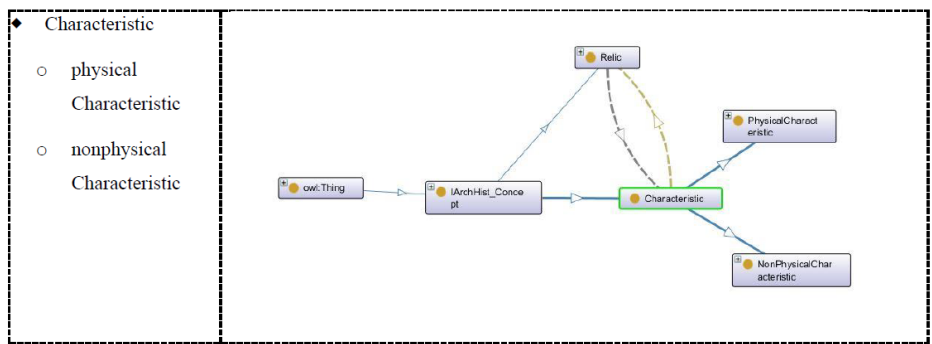 Characteristic
physical
Characteristic
nonphysical
Characteristic
Relic
PhysicalCharact
eristic
owl:Thing
IArchHist_Conce
pt
Characteristic
NonPhysicalChar
acteristic